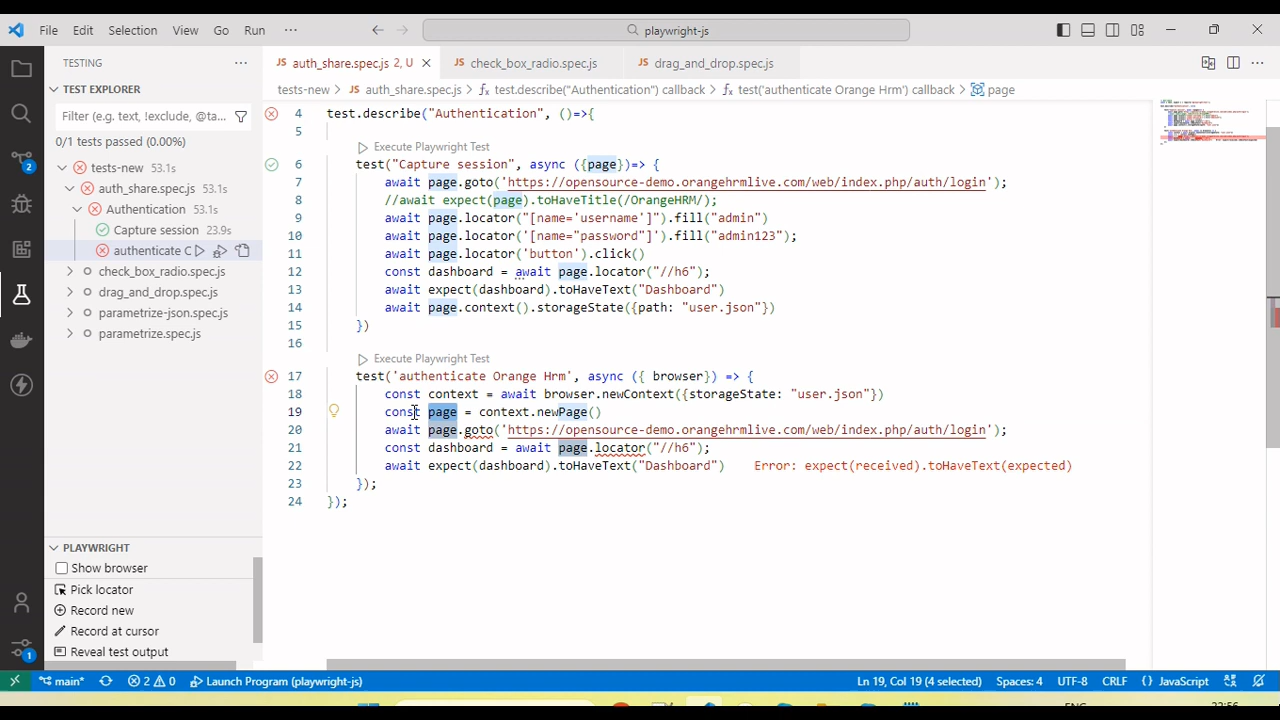 File Edit Selection View Go Run ··· playwright-js
TESTING ···
JS auth_share.spec.js 2, U JS check_box_radio.spec.js JS drag_and_drop.spec.js ···
TEST EXPLORER
tests-new > JS auth_share.spec.js > test.describe("Authentication") callback > test('authenticate Orange Hrm') callback > page
Filter (e.g. text, !exclude, @ta...
0/1 tests passed (0.00%)
tests-new 53.1s
auth_share.spec.js 53.1s
Authentication 53.1s
Capture session 23.9s
authenticate C
check_box_radio.spec.js
drag_and_drop.spec.js
parametrize-json.spec.js
parametrize.spec.js
2
1
4 test.describe("Authentication", ()=>{
5
Execute Playwright Test
6 test("Capture session", async ({page})=> {
7 await page.goto('https://opensource-demo.orangehrmlive.com/web/index.php/auth/login');
8 //await expect(page).toHaveTitle(/OrangeHRM/);
9 await page.locator("[name='username']").fill("admin")
10 await page.locator('[name="password"]').fill("admin123");
11 await page.locator('button').click()
12 const dashboard = await page.locator("//h6");
13 await expect(dashboard).toHaveText("Dashboard")
14 await page.context().storageState({path: "user.json"})
15 })
16
Execute Playwright Test
17 test('authenticate Orange Hrm', async ({ browser}) => {
18 const context = await browser.newContext({storageState: "user.json"})
19 const page = context.newPage()
20 await page.goto('https://opensource-demo.orangehrmlive.com/web/index.php/auth/login');
21 const dashboard = await page.locator("//h6");
22 await expect(dashboard).toHaveText("Dashboard") Error: expect(received).toHaveText(expected)
23 });
24 });
PLAYWRIGHT
Show browser
Pick locator
Record new
Record at cursor
Reveal test output
main* 2 0 Launch Program (playwright-js) Ln 19, Col 19 (4 selected) Spaces: 4 UTF-8 CRLF {} JavaScript
ENG 22:56